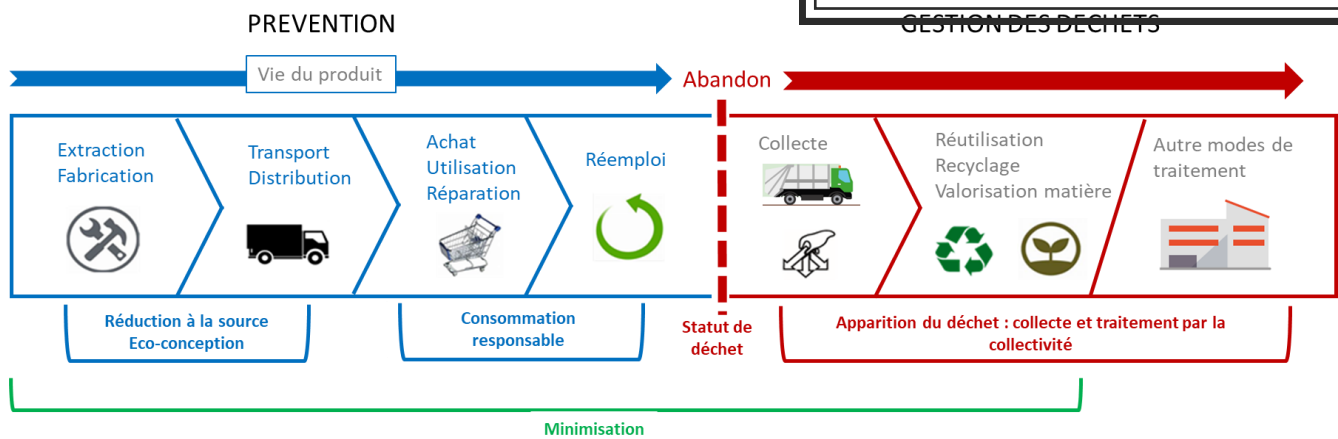 PREVENTION
GESTION DES DECHETS
Vie du produit
Abandon
Extraction
Fabrication
Transport
Distribution
Achat
Utilisation
Réparation
Réemploi
Collecte
Réutilisation
Recyclage
Valorisation matière
Autre modes de
traitement
Réduction à la source
Eco-conception
Consommation
responsable
Statut de
déchet
Apparition du déchet : collecte et traitement par la
collectivité
Minimisation